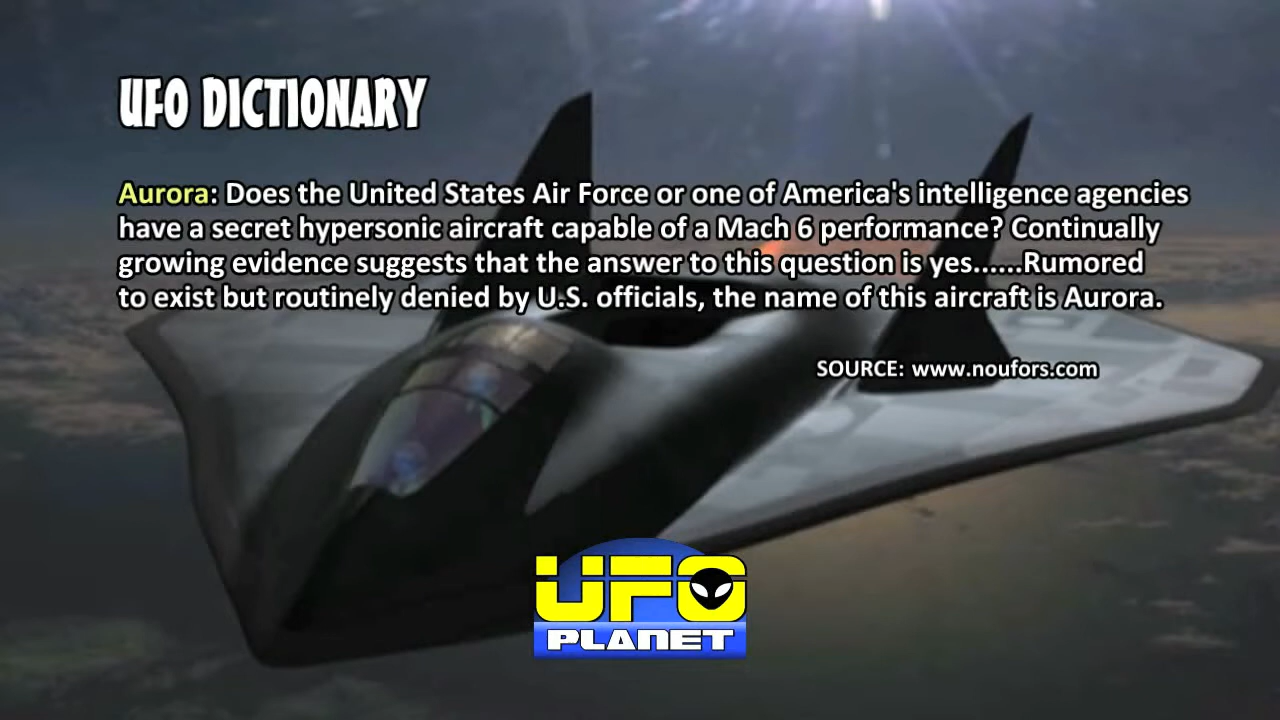 UFO DICTIONARY
Aurora: Does the United States Air Force or one of America's intelligence agencies
have a secret hypersonic aircraft capable of a Mach 6 performance? Continually
growing evidence suggests that the answer to this question is yes......Rumored
to exist but routinely denied by U.S. officials, the name of this aircraft is Aurora.
SOURCE: www.noufors.com
UFO
PLANET